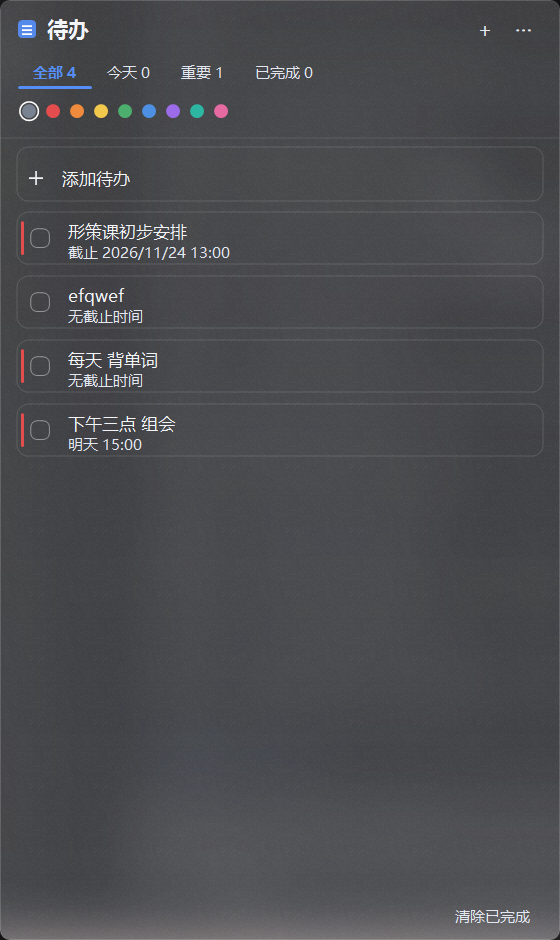 待办
全部 4 今天 0 重要 1 已完成 0
添加待办
形策课初步安排
截止 2026/11/24 13:00
efqwef
无截止时间
每天 背单词
无截止时间
下午三点 组会
明天 15:00
清除已完成